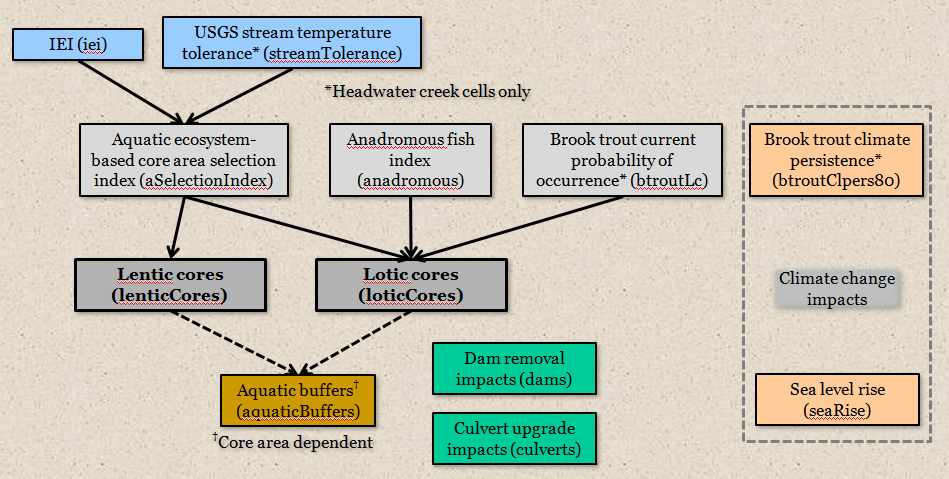 IEI (iei)
USGS stream temperature
tolerance* (streamTolerance)
*Headwater creek cells only
Aquatic ecosystem-
based core area selection
index (aSelectionIndex)
Anadromous fish
index
(anadromous)
Brook trout current
probability of
occurrence* (btroutLc)
Brook trout climate
persistence*
(btroutClpers80)
Lentic cores
(lenticCores)
Lotic cores
(loticCores)
Climate change
impacts
Dam removal
impacts (dams)
Aquatic buffers†
(aquaticBuffers)
Sea level rise
(seaRise)
†Core area dependent
Culvert upgrade
impacts (culverts)